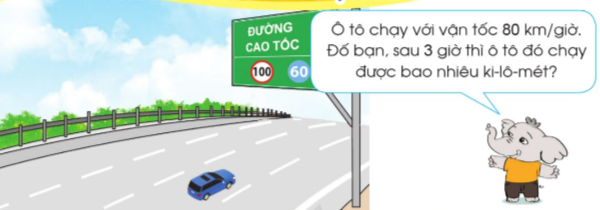 ĐƯỜNG
CAO TỐC
100 60
Ô tô chạy với vận tốc 80 km/giờ.
Đố bạn, sau 3 giờ thì ô tô đó chạy
được bao nhiêu ki-lô-mét?